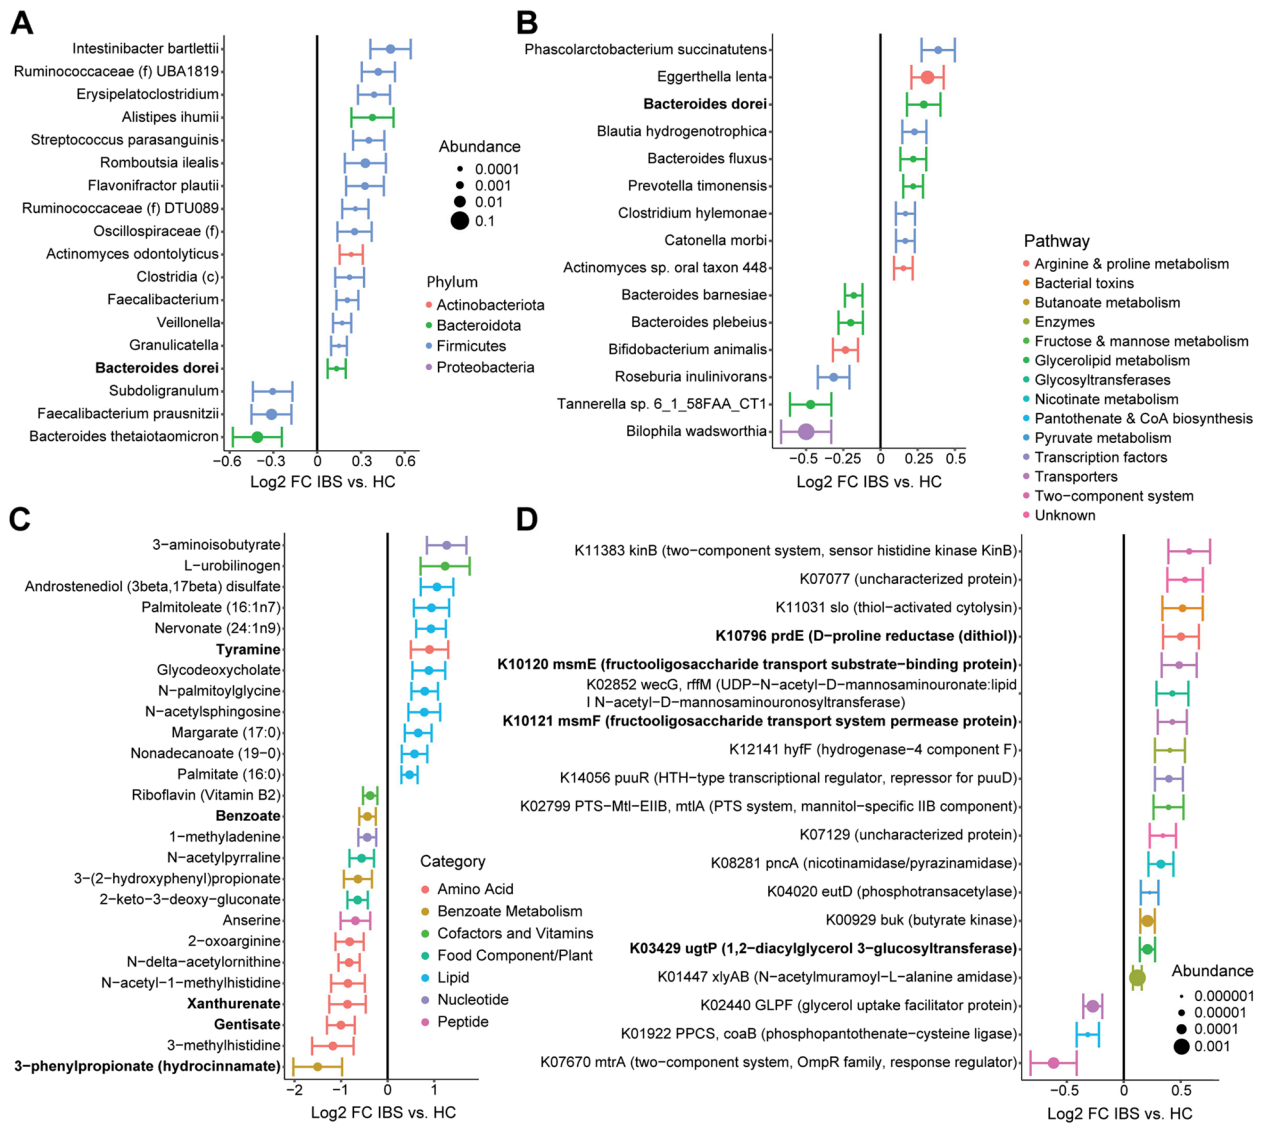 A
Intestinibacter bartlettii
Ruminococcaceae (f) UBA1819
Erysipelatoclostridium
Alistipes ihumii
Streptococcus parasanguinis
Romboutsia ilealis
Flavonifractor plautii
Ruminococcaceae (f) DTU089
Oscillospiraceae (f)
Actinomyces odontolyticus
Clostridia (c)
Faecalibacterium
Veillonella
Granulicatella
Bacteroides dorei
Subdoligranulum
Faecalibacterium prausnitzii
Bacteroides thetaiotaomicron
−0.6 −0.3 0 0.3 0.6
Log2 FC IBS vs. HC
Abundance
0.0001
0.001
0.01
0.1
Phylum
Actinobacteriota
Bacteroidota
Firmicutes
Proteobacteria
B
Phascolarctobacterium succinatutens
Eggerthella lenta
Bacteroides dorei
Blautia hydrogenotrophica
Bacteroides fluxus
Prevotella timonensis
Clostridium hylemonae
Catonella morbi
Actinomyces sp. oral taxon 448
Bacteroides barnesiae
Bacteroides plebeius
Bifidobacterium animalis
Roseburia inulinivorans
Tannerella sp. 6_1_58FAA_CT1
Bilophila wadsworthia
−0.5 −0.25 0 0.25 0.5
Log2 FC IBS vs. HC
Pathway
Arginine & proline metabolism
Bacterial toxins
Butanoate metabolism
Enzymes
Fructose & mannose metabolism
Glycerolipid metabolism
Glycosyltransferases
Nicotinate metabolism
Pantothenate & CoA biosynthesis
Pyruvate metabolism
Transcription factors
Transporters
Two−component system
Unknown
C
3−aminoisobutyrate
L−urobilinogen
Androstenediol (3beta,17beta) disulfate
Palmitoleate (16:1n7)
Nervonate (24:1n9)
Tyramine
Glycodeoxycholate
N−palmitoylglycine
N−acetylsphingosine
Margarate (17:0)
Nonadecanoate (19−0)
Palmitate (16:0)
Riboflavin (Vitamin B2)
Benzoate
1−methyladenine
N−acetylpyrraline
3−(2−hydroxyphenyl)propionate
2−keto−3−deoxy−gluconate
Anserine
2−oxoarginine
N−delta−acetylornithine
N−acetyl−1−methylhistidine
Xanthurenate
Gentisate
3−methylhistidine
3−phenylpropionate (hydrocinnamate)
−2 −1 0 1
Log2 FC IBS vs. HC
Category
Amino Acid
Benzoate Metabolism
Cofactors and Vitamins
Food Component/Plant
Lipid
Nucleotide
Peptide
D
K11383 kinB (two−component system, sensor histidine kinase KinB)
K07077 (uncharacterized protein)
K11031 slo (thiol−activated cytolysin)
K10796 prdE (D−proline reductase (dithiol))
K10120 msmE (fructooligosaccharide transport substrate−binding protein)
K02852 wecG, rffM (UDP−N−acetyl−D−mannosaminouronate:lipid
I N−acetyl−D−mannosaminouronosyltransferase)
K10121 msmF (fructooligosaccharide transport system permease protein)
K12141 hyfF (hydrogenase−4 component F)
K14056 puuR (HTH−type transcriptional regulator, repressor for puuD)
K02799 PTS−Mtl−EIIB, mtlA (PTS system, mannitol−specific IIB component)
K07129 (uncharacterized protein)
K08281 pncA (nicotinamidase/pyrazinamidase)
K04020 eutD (phosphotransacetylase)
K00929 buk (butyrate kinase)
K03429 ugtP (1,2−diacylglycerol 3−glucosyltransferase)
K01447 xlyAB (N−acetylmuramoyl−L−alanine amidase)
K02440 GLPF (glycerol uptake facilitator protein)
K01922 PPCS, coaB (phosphopantothenate−cysteine ligase)
K07670 mtrA (two−component system, OmpR family, response regulator)
−0.5 0 0.5
Log2 FC IBS vs. HC
Abundance
0.000001
0.00001
0.0001
0.001